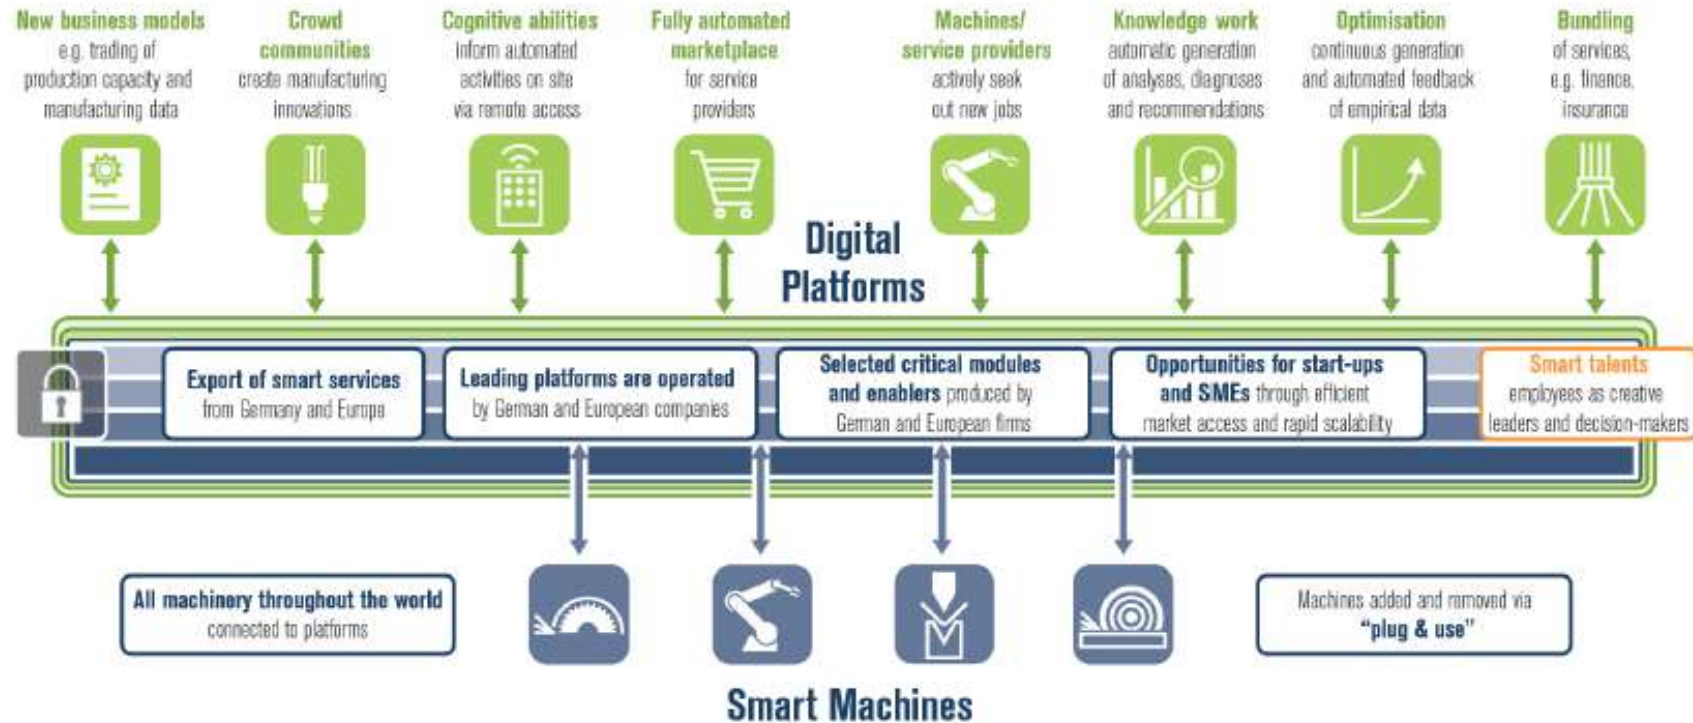 New business models
e.g. trading of
production capacity and
manufacturing data
Crowd
communities
create manufacturing
innovations
Cognitive abilities
inform automated
activities on site
via remote access
Fully automated
marketplace
for service
providers
Machines/
service providers
actively seek
out new jobs
Knowledge work
automatic generation
of analyses, diagnoses
and recommendations
Optimisation
continuous generation
and automated feedback
of empirical data
Bundling
of services,
e.g. finance,
insurance
Digital
Platforms
Export of smart services
from Germany and Europe
Leading platforms are operated
by German and European companies
Selected critical modules
and enablers produced by
German and European firms
Opportunities for start-ups
and SMEs through efficient
market access and rapid scalability
Smart talents
employees as creative
leaders and decision-makers
All machinery throughout the world
connected to platforms
Machines added and removed via
"plug & use"
Smart Machines